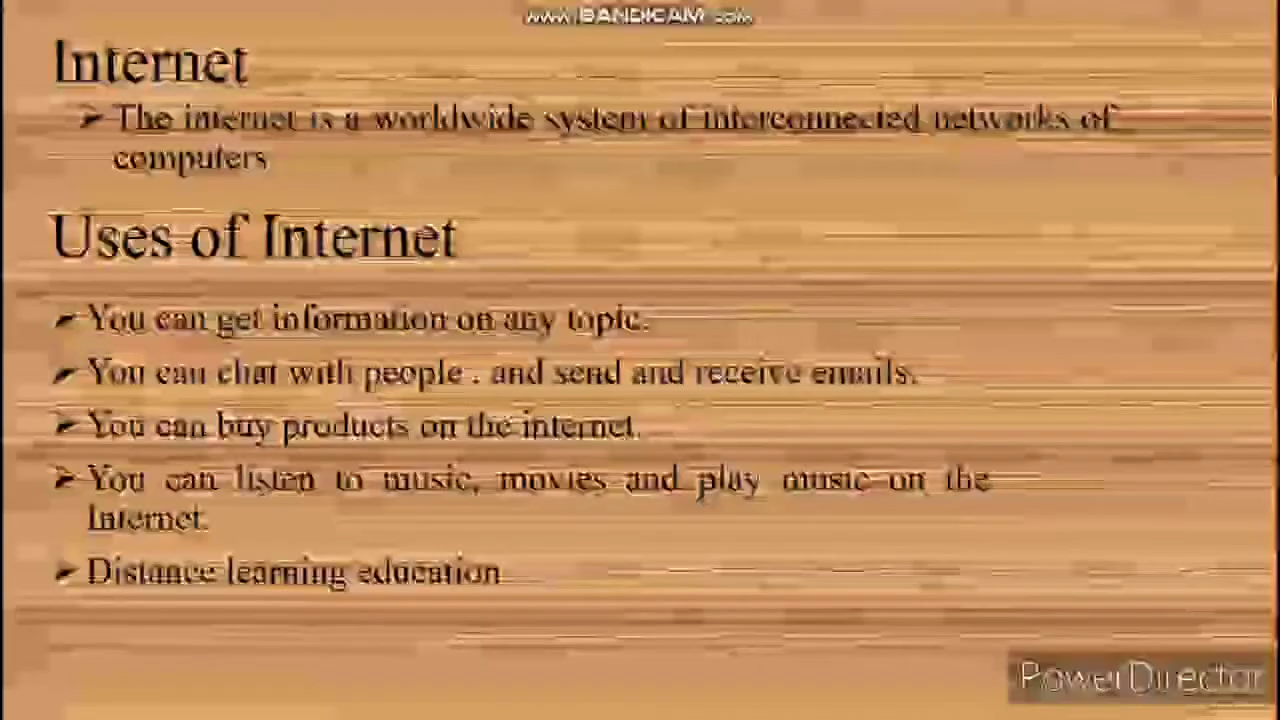 www.BANDICAM.com
Internet
➢ The internet is a worldwide system of interconnected networks of
computers
Uses of Internet
➢ You can get information on any topic.
➢ You can chat with people . and send and receive emails.
➢ You can buy products on the internet.
➢ You can listen to music, movies and play music on the
Internet.
➢ Distance learning education
PowerDirector